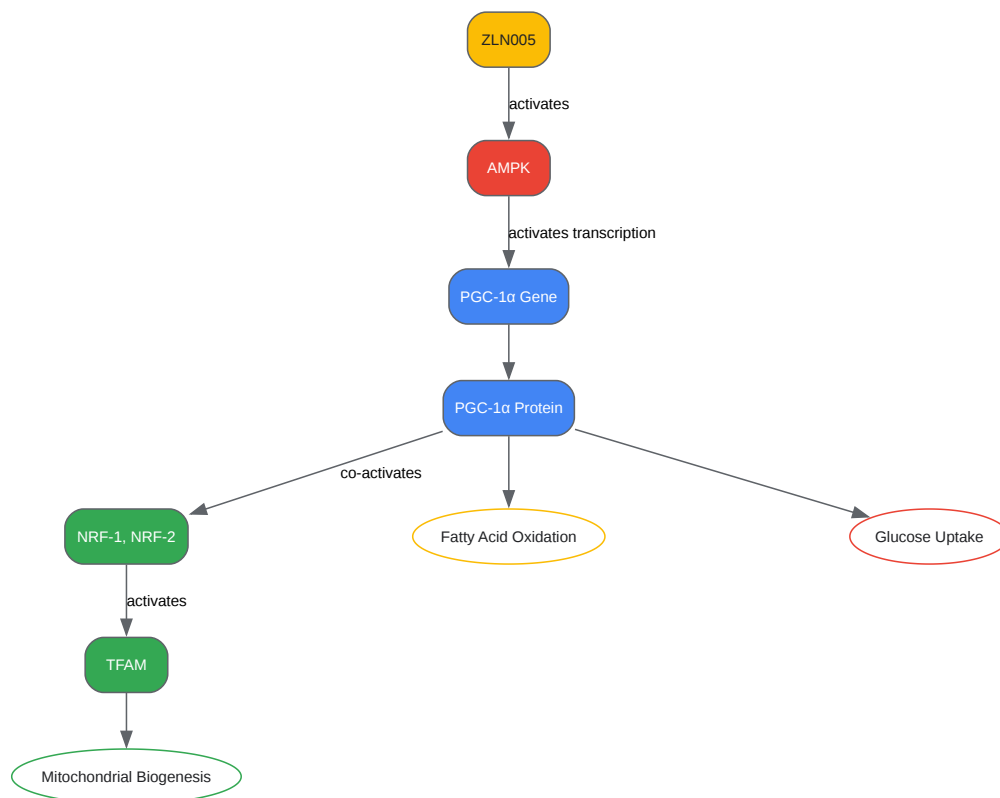 ZLN005
activates
AMPK
activates transcription
PGC-1α Gene
PGC-1α Protein
co-activates
NRF-1, NRF-2
Fatty Acid Oxidation
Glucose Uptake
activates
TFAM
Mitochondrial Biogenesis